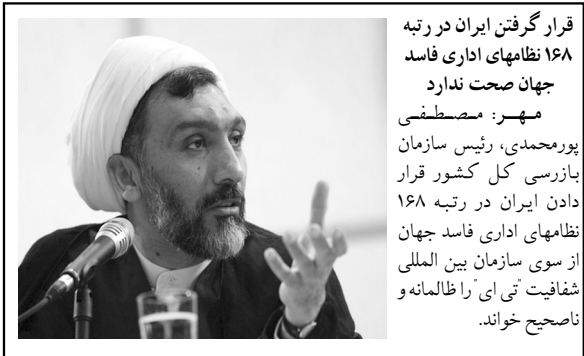 قرار گرفتن ایران در رتبه
۱۶۸ نظامهای اداری فاسد
جهان صحت ندارد
مـهـر: مـصـطـفـی
پورمحمدی، رئیس سازمان
بازرسی کل کشور قرار
دادن ایران در رتبه ۱۶۸
نظامهای اداری فاسد جهان
از سوی سازمان بین المللی
شفافیت "تی ای" را ظالمانه و
ناصحیح خواند.